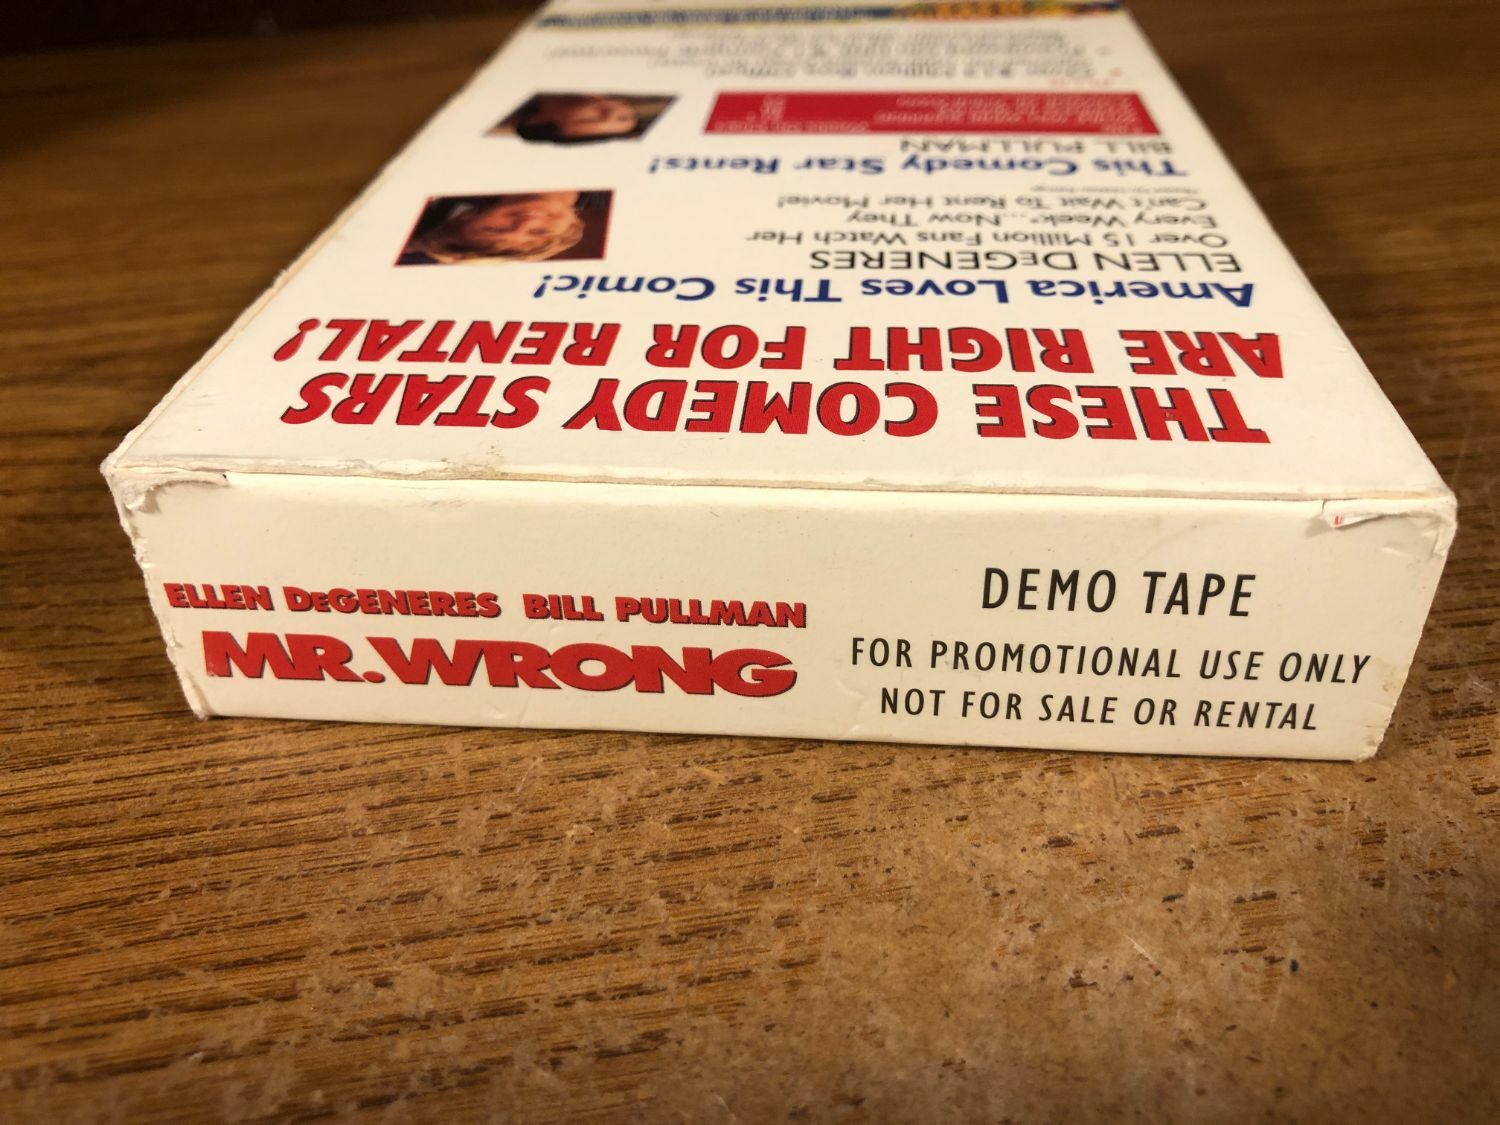 ELLEN DeGENERES BILL PULLMAN
MR. WRONG
DEMO TAPE
FOR PROMOTIONAL USE ONLY
NOT FOR SALE OR RENTAL
THESE COMEDY STARS
ARE RIGHT FOR RENTAL!
America Loves This Comic!
ELLEN DeGENERES
Over 15 Million Fans Watch Her
Every Week*...Now They
Can't Wait To Rent Her Movie!
This Comedy Star Rents!
BILL PULLMAN